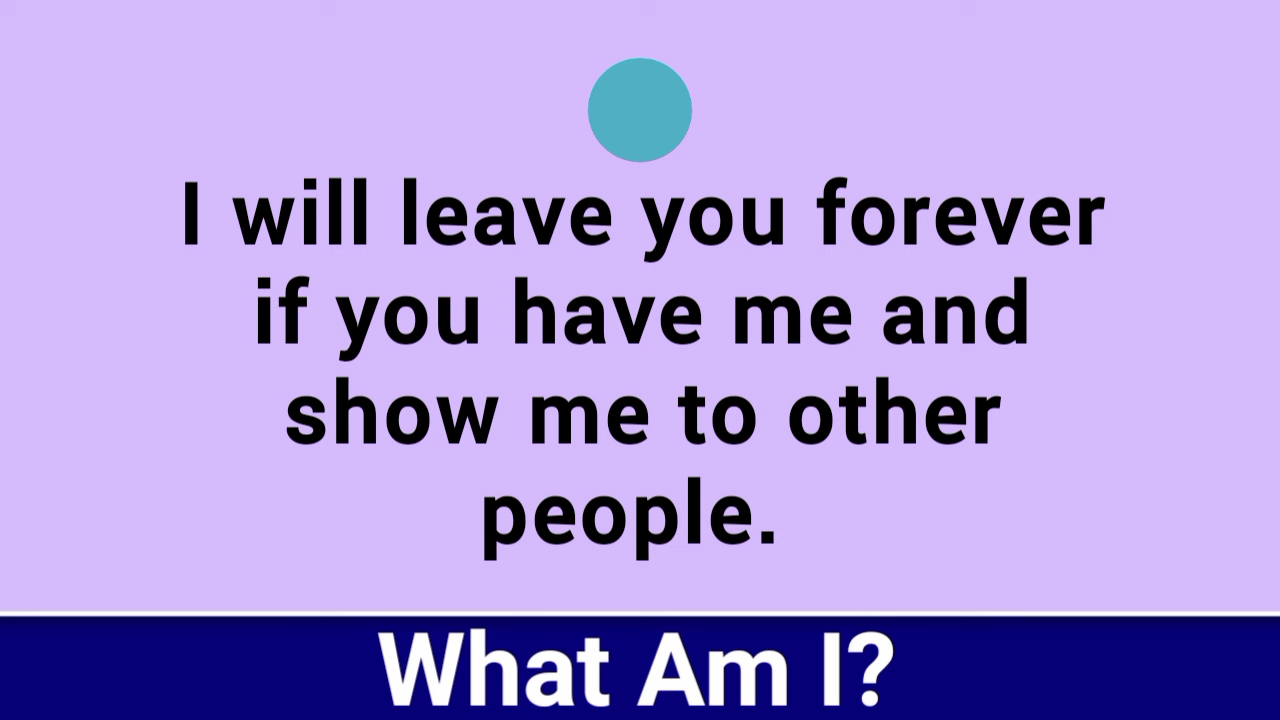 I will leave you forever
if you have me and
show me to other
people.
What Am I?